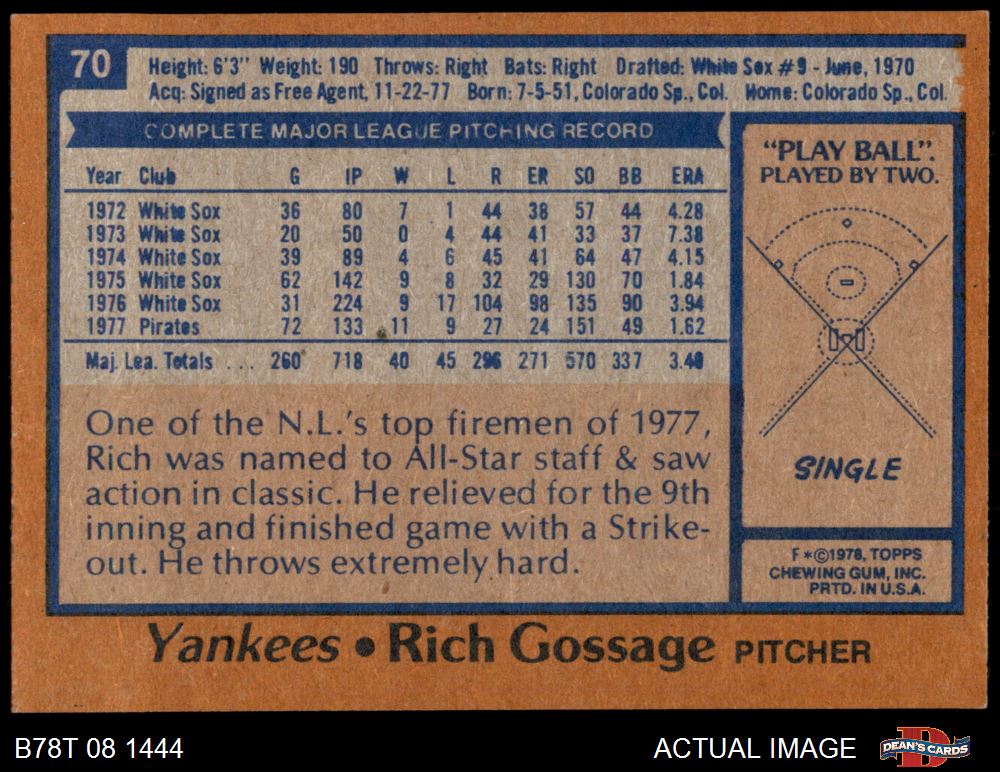 70
Height: 6'3" Weight: 190 Throws: Right Bats: Right Drafted: White Sox #9 - June, 1970
Acq: Signed as Free Agent, 11-22-77 Born: 7-5-51, Colorado Sp., Col. Home: Colorado Sp., Col.
COMPLETE MAJOR LEAGUE PITCHING RECORD
Year Club G IP W L R ER SO BB ERA
1972 White Sox 36 80 7 1 44 38 57 44 4.28
1973 White Sox 20 50 0 4 44 41 33 37 7.38
1974 White Sox 39 89 4 6 45 41 64 47 4.15
1975 White Sox 62 142 9 8 32 29 130 70 1.84
1976 White Sox 31 224 9 17 104 98 135 90 3.94
1977 Pirates 72 133 11 9 27 24 151 49 1.62
Maj. Lea. Totals ... 260 718 40 45 296 271 570 337 3.40
One of the N.L.'s top firemen of 1977,
Rich was named to All-Star staff & saw
action in classic. He relieved for the 9th
inning and finished game with a Strike-
out. He throws extremely hard.
"PLAY BALL".
PLAYED BY TWO.
SINGLE
F*©1978, TOPPS
CHEWING GUM, INC.
PRTD. IN U.S.A.
Yankees • Rich Gossage PITCHER
B78T 08 1444 ACTUAL IMAGE DEAN'S CARDS